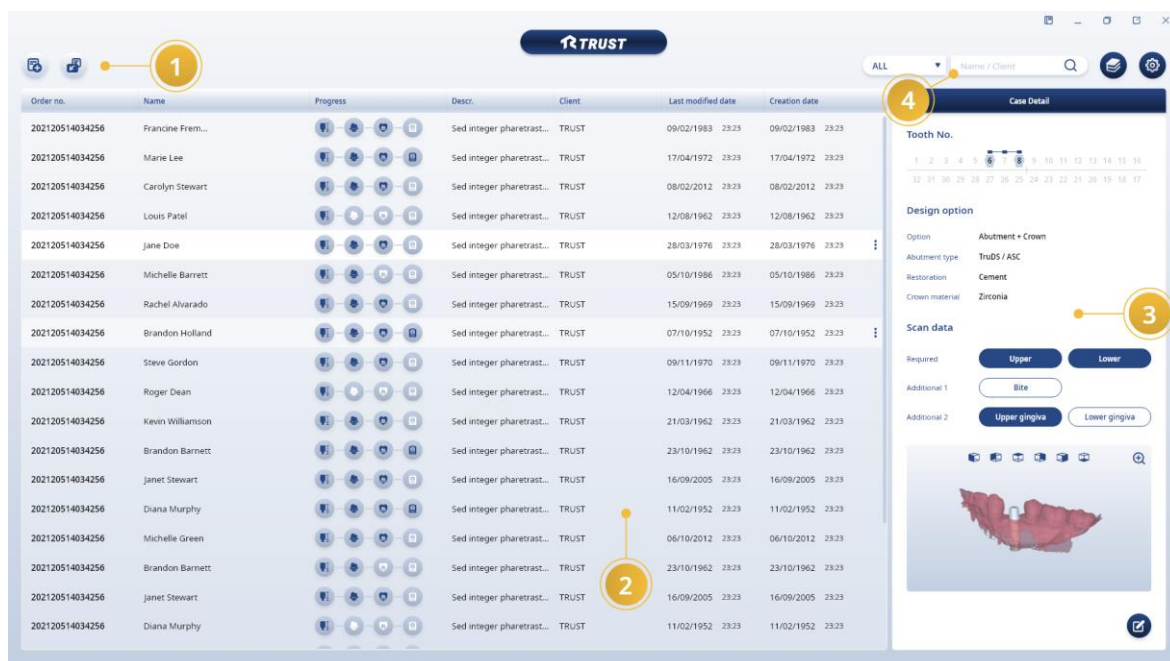 TRUST
1
ALL Name / Client
4
Order no. Name Progress Descr. Client Last modified date Creation date Case Detail
202120514034256 Francine Frem... Sed integer pharetrast... TRUST 09/02/1983 23:23 09/02/1983 23:23
202120514034256 Marie Lee Sed integer pharetrast... TRUST 17/04/1972 23:23 17/04/1972 23:23
202120514034256 Carolyn Stewart Sed integer pharetrast... TRUST 08/02/2012 23:23 08/02/2012 23:23
202120514034256 Louis Patel Sed integer pharetrast... TRUST 12/08/1962 23:23 12/08/1962 23:23
202120514034256 Jane Doe Sed integer pharetrast... TRUST 28/03/1976 23:23 28/03/1976 23:23
202120514034256 Michelle Barrett Sed integer pharetrast... TRUST 05/10/1986 23:23 05/10/1986 23:23
202120514034256 Rachel Alvarado Sed integer pharetrast... TRUST 15/09/1969 23:23 15/09/1969 23:23
202120514034256 Brandon Holland Sed integer pharetrast... TRUST 07/10/1952 23:23 07/10/1952 23:23
202120514034256 Steve Gordon Sed integer pharetrast... TRUST 09/11/1970 23:23 09/11/1970 23:23
202120514034256 Roger Dean Sed integer pharetrast... TRUST 12/04/1966 23:23 12/04/1966 23:23
202120514034256 Kevin Williamson Sed integer pharetrast... TRUST 21/03/1962 23:23 21/03/1962 23:23
202120514034256 Brandon Barnett Sed integer pharetrast... TRUST 23/10/1962 23:23 23/10/1962 23:23
202120514034256 Janet Stewart Sed integer pharetrast... TRUST 16/09/2005 23:23 16/09/2005 23:23
202120514034256 Diana Murphy Sed integer pharetrast... TRUST 11/02/1952 23:23 11/02/1952 23:23
202120514034256 Michelle Green Sed integer pharetrast... TRUST 06/10/2012 23:23 06/10/2012 23:23
202120514034256 Brandon Barnett Sed integer pharetrast... TRUST 23/10/1962 23:23 23/10/1962 23:23
202120514034256 Janet Stewart Sed integer pharetrast... TRUST 16/09/2005 23:23 16/09/2005 23:23
202120514034256 Diana Murphy Sed integer pharetrast... TRUST 11/02/1952 23:23 11/02/1952 23:23
2
Tooth No.
1 2 3 4 5 6 7 8 9 10 11 12 13 14 15 16
32 31 30 29 28 27 26 25 24 23 22 21 20 19 18 17
Design option
Option Abutment + Crown
Abutment type TruDS / ASC
Restoration Cement
Crown material Zirconia
3
Scan data
Required Upper Lower
Additional 1 Bite
Additional 2 Upper gingiva Lower gingiva